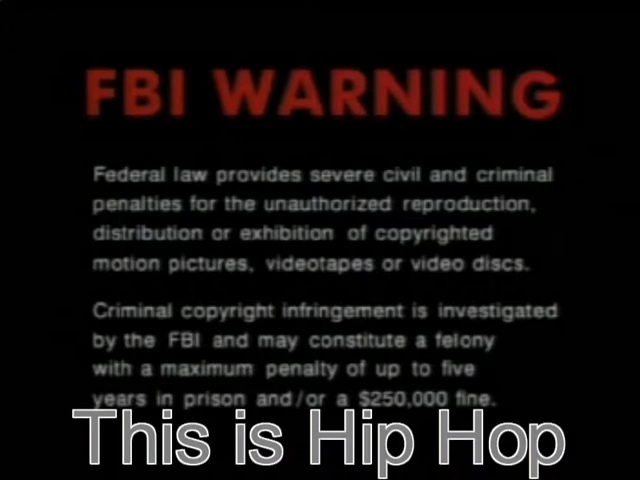 FBI WARNING
Federal law provides severe civil and criminal
penalties for the unauthorized reproduction,
distribution or exhibition of copyrighted
motion pictures, videotapes or video discs.
Criminal copyright infringement is investigated
by the FBI and may constitute a felony
with a maximum penalty of up to five
years in prison and/or a $250,000 fine.
This is Hip Hop